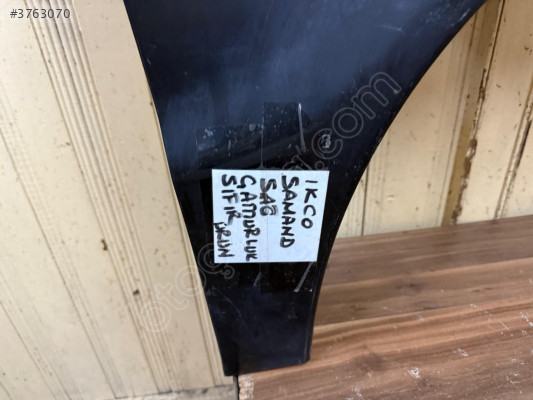 #3763070
IKCO
SAMAND
SAĞ
ÇAMURLUK
SIFIR ÜRÜN